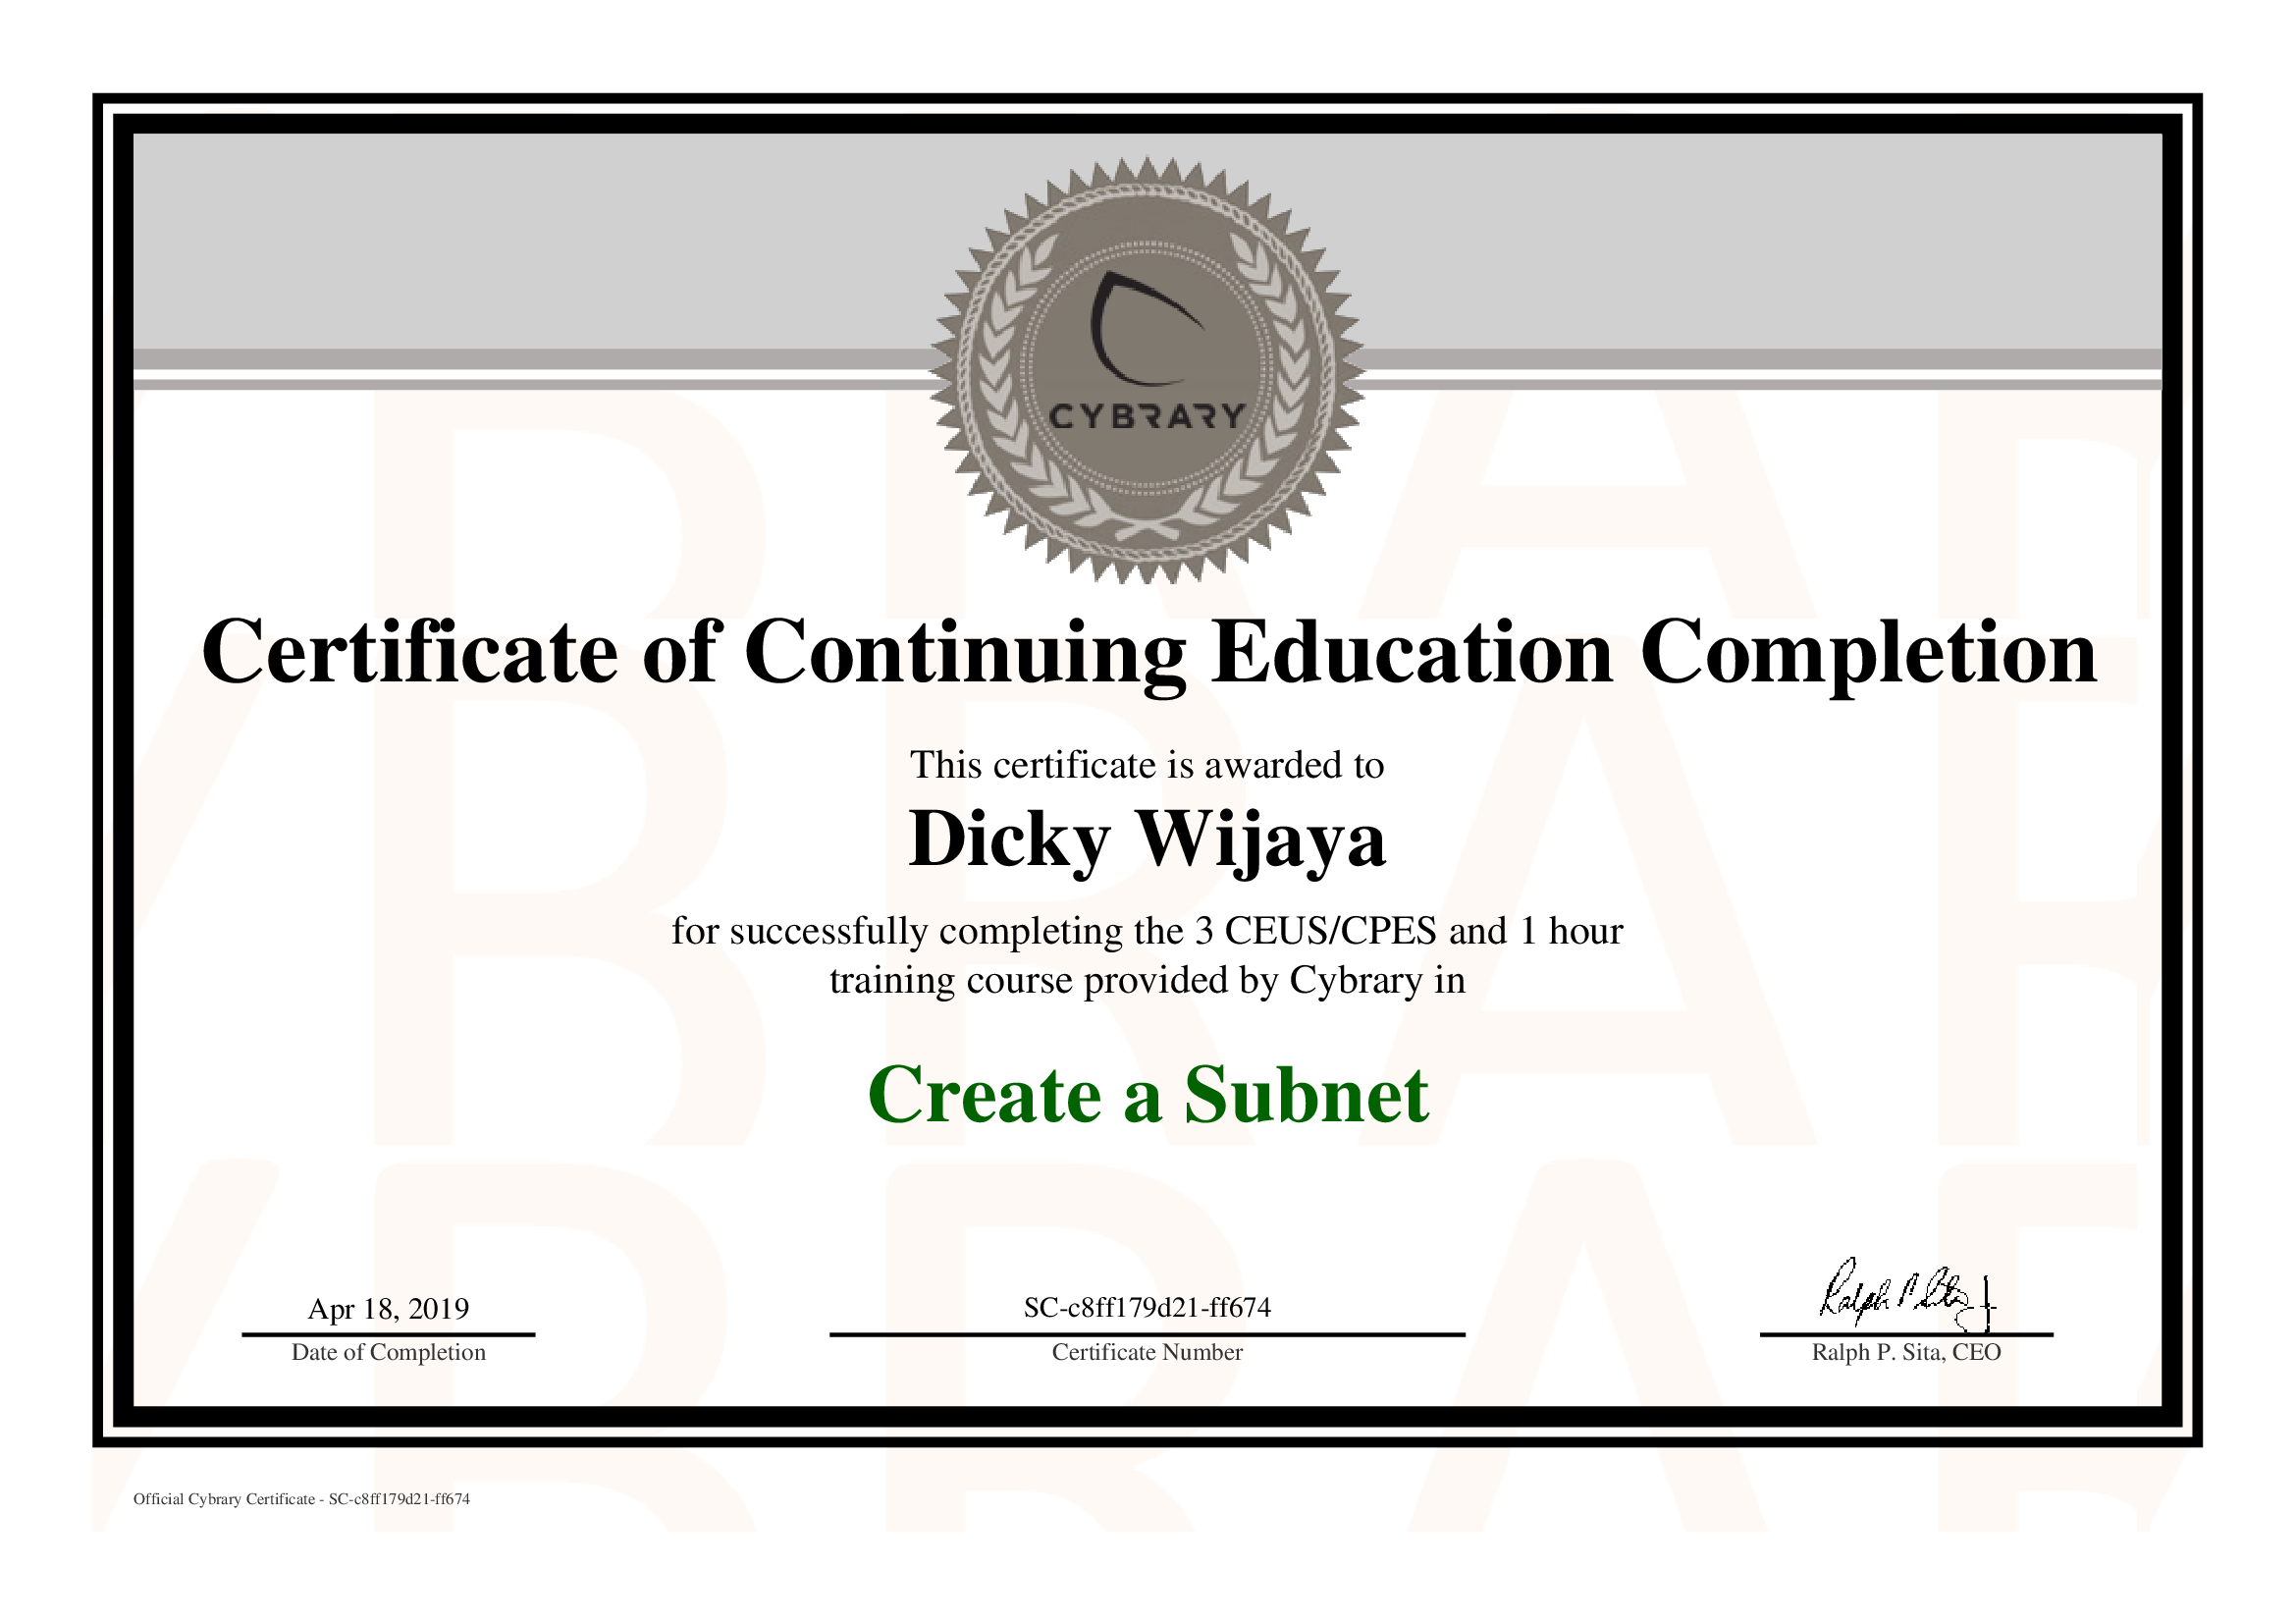 CYBRARY
Certificate of Continuing Education Completion
This certificate is awarded to
Dicky Wijaya
for successfully completing the 3 CEUS/CPES and 1 hour
training course provided by Cybrary in
Create a Subnet
Apr 18, 2019
Date of Completion
SC-c8ff179d21-ff674
Certificate Number
Ralph P. Sita, CEO
Official Cybrary Certificate - SC-c8ff179d21-ff674